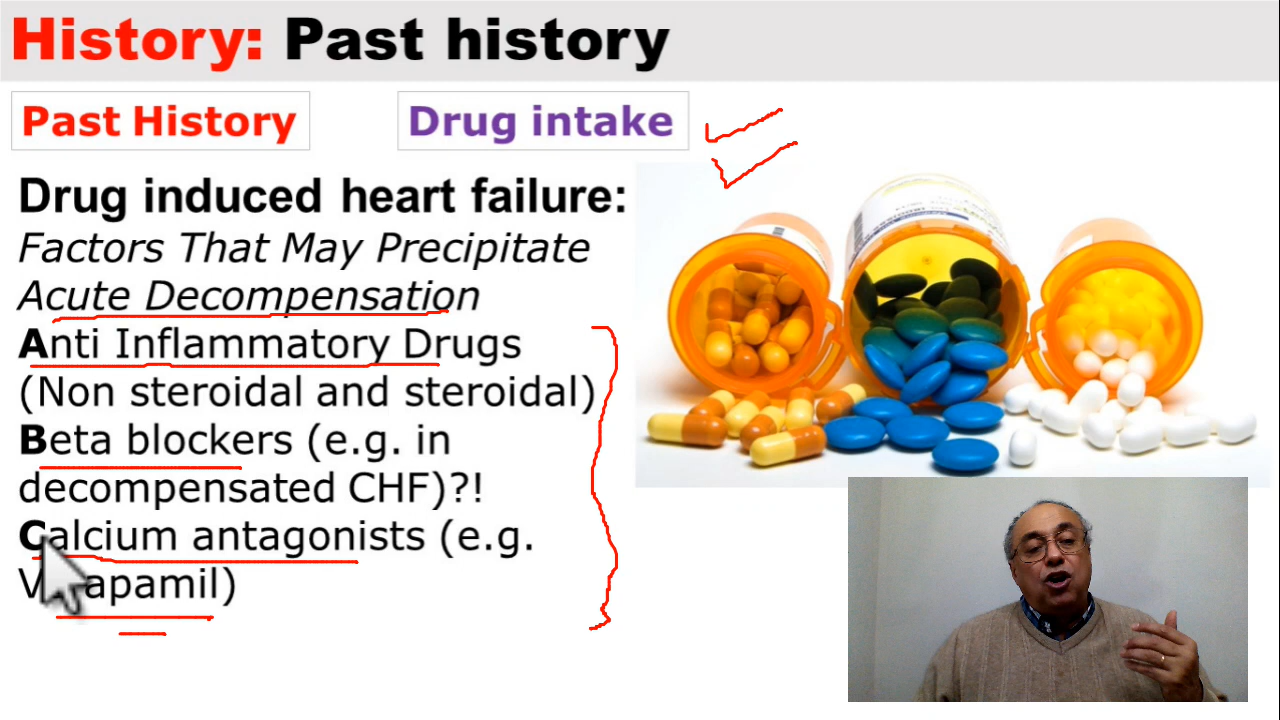 History: Past history
Past History
Drug intake
Drug induced heart failure:
Factors That May Precipitate
Acute Decompensation
Anti Inflammatory Drugs
(Non steroidal and steroidal)
Beta blockers (e.g. in
decompensated CHF)?!
Calcium antagonists (e.g.